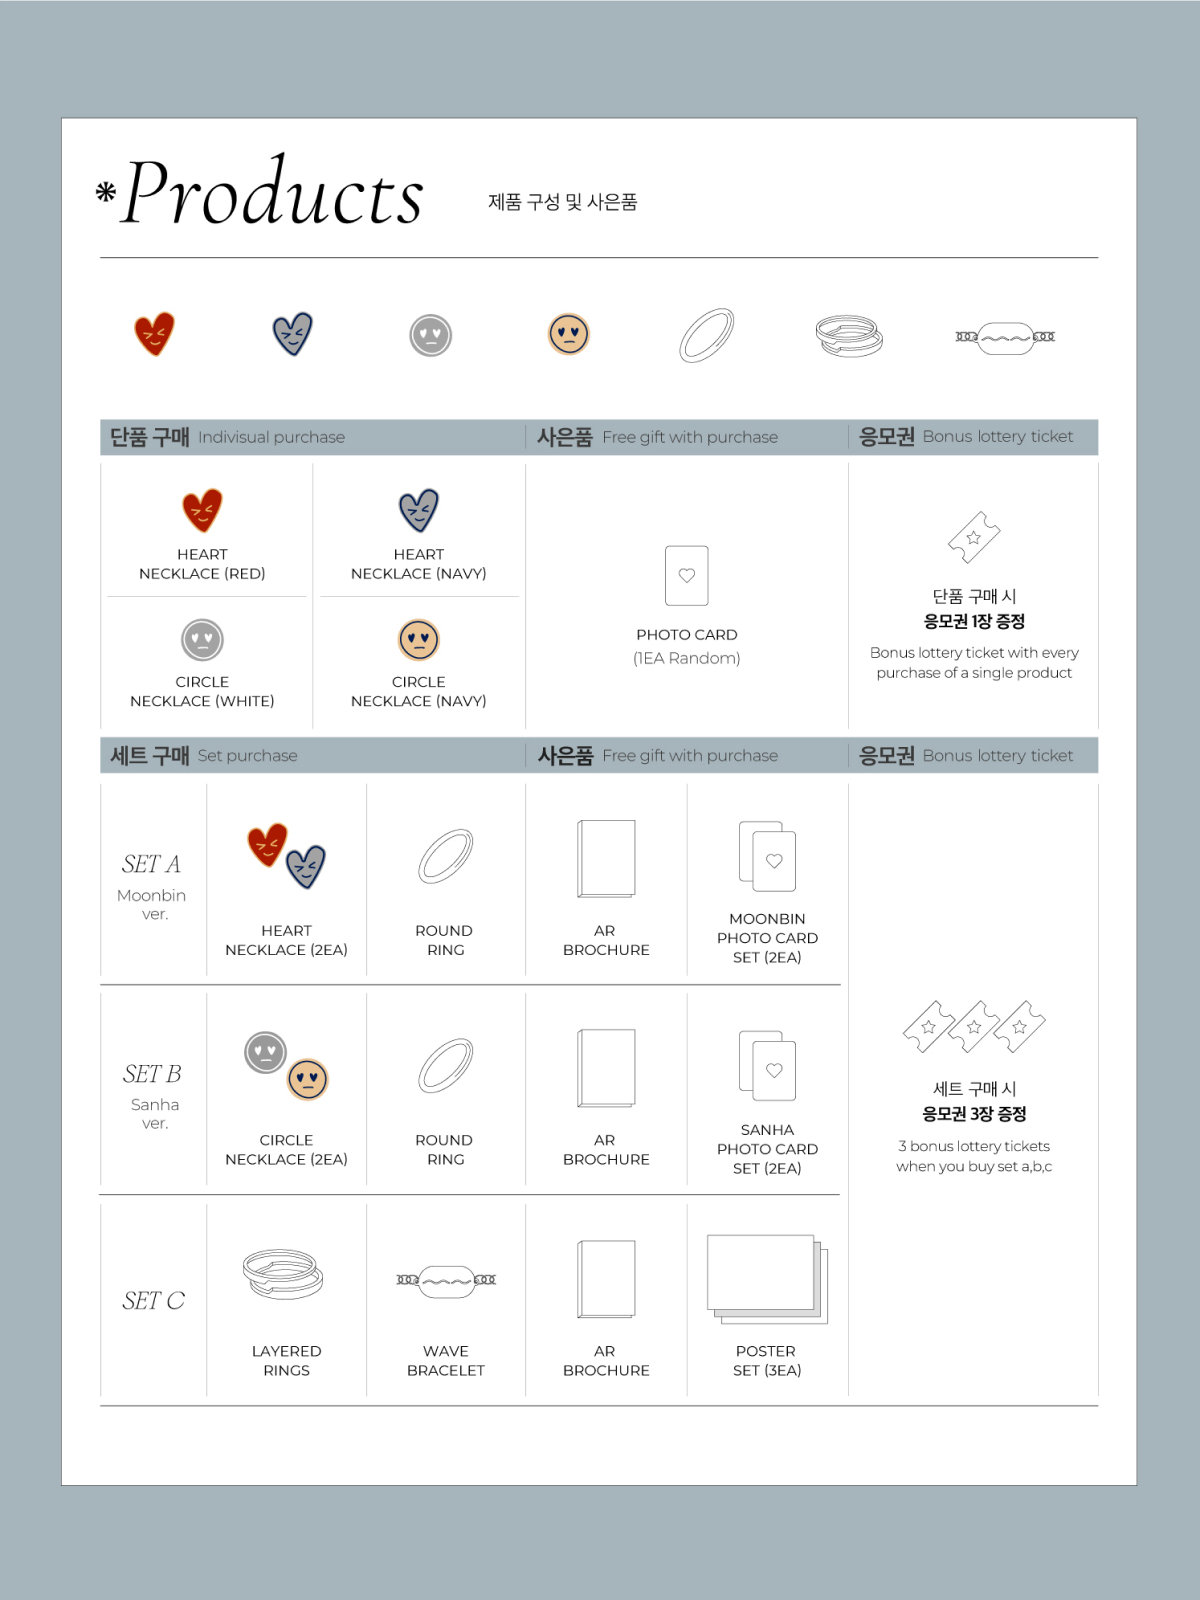 *Products
제품 구성 및 사은품
단품 구매 Indivisual purchase
사은품 Free gift with purchase
응모권 Bonus lottery ticket
HEART
NECKLACE (RED)
HEART
NECKLACE (NAVY)
CIRCLE
NECKLACE (WHITE)
CIRCLE
NECKLACE (NAVY)
PHOTO CARD
(1EA Random)
단품 구매 시
응모권 1장 증정
Bonus lottery ticket with every
purchase of a single product
세트 구매 Set purchase
사은품 Free gift with purchase
응모권 Bonus lottery ticket
SET A
Moonbin
ver.
HEART
NECKLACE (2EA)
ROUND
RING
AR
BROCHURE
MOONBIN
PHOTO CARD
SET (2EA)
SET B
Sanha
ver.
CIRCLE
NECKLACE (2EA)
ROUND
RING
AR
BROCHURE
SANHA
PHOTO CARD
SET (2EA)
세트 구매 시
응모권 3장 증정
3 bonus lottery tickets
when you buy set a,b,c
SET C
LAYERED
RINGS
WAVE
BRACELET
AR
BROCHURE
POSTER
SET (3EA)